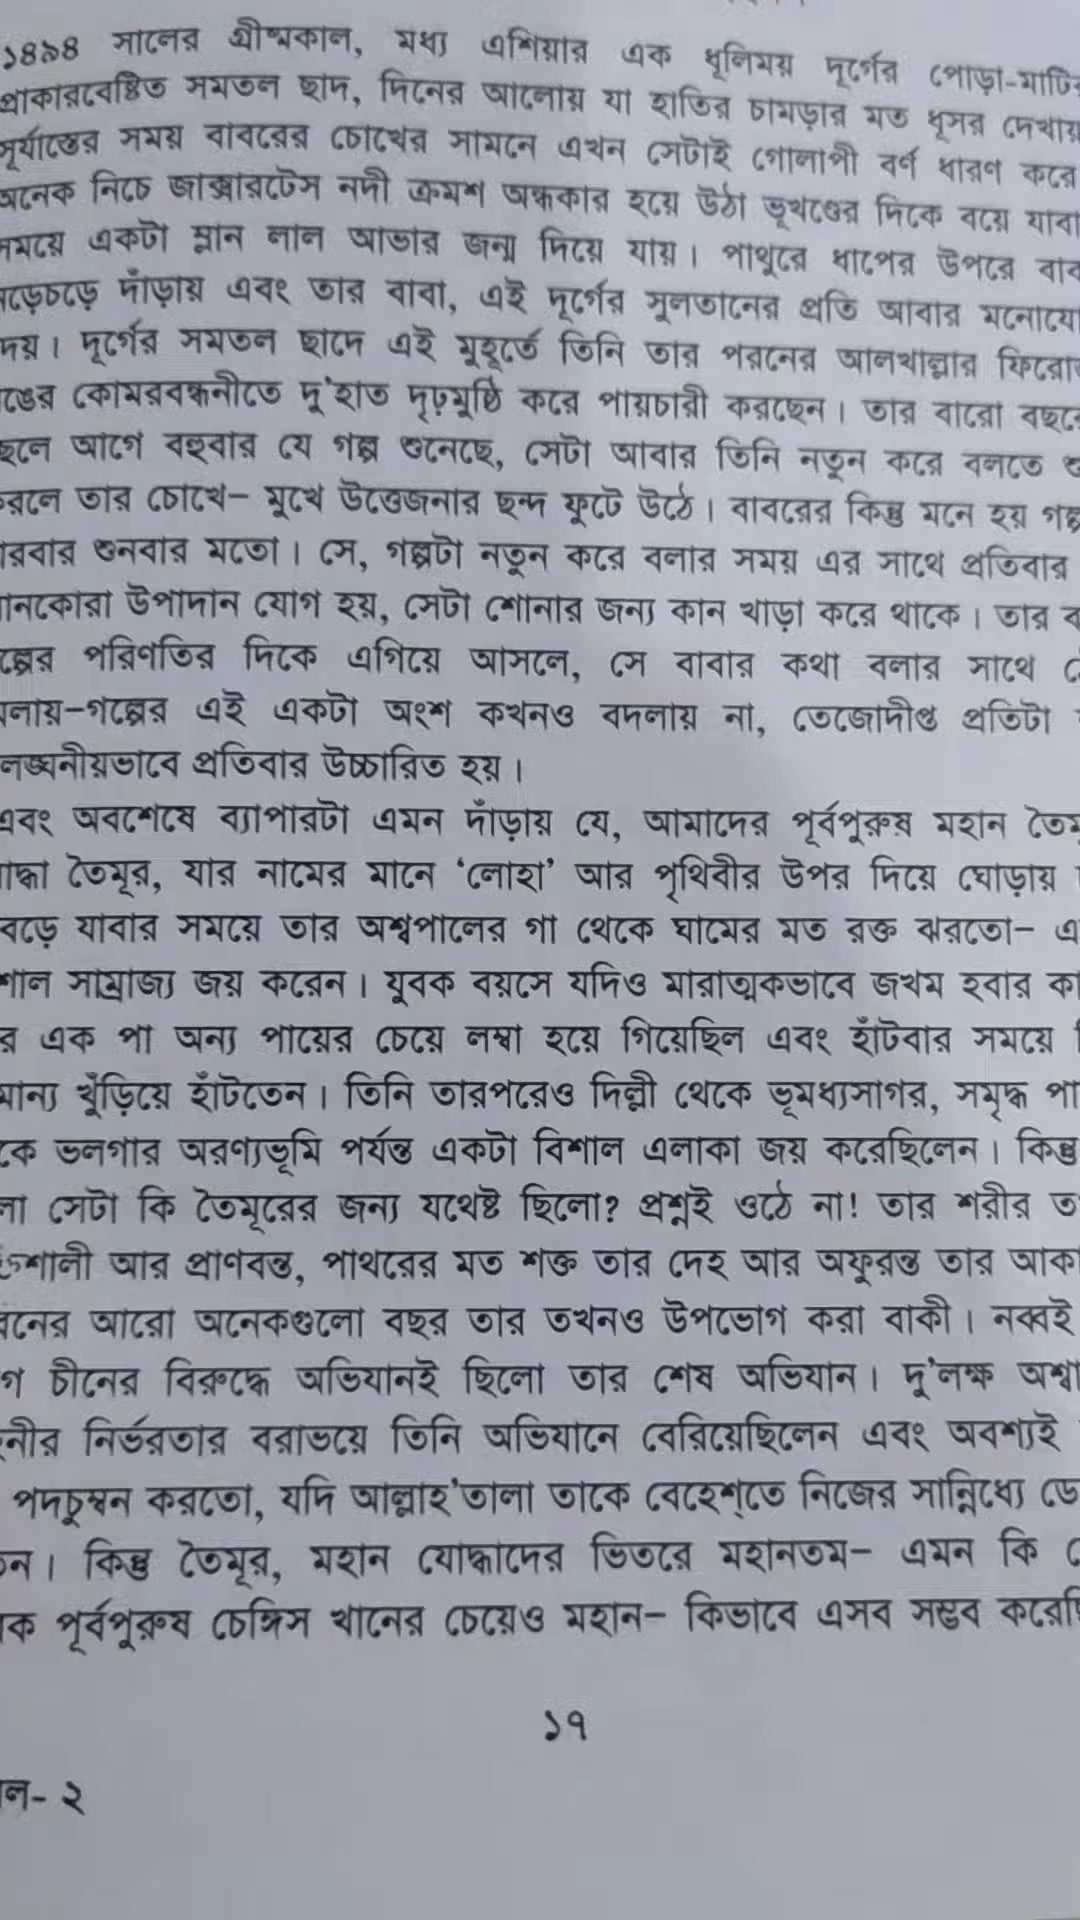 ১৪৯৪ সালের গ্রীষ্মকাল, মধ্য এশিয়ার এক ধূলিময় দূর্গের পোড়া-মাটির
প্রাকারবেষ্টিত সমতল ছাদ, দিনের আলোয় যা হাতির চামড়ার মত ধূসর দেখায়
সূর্যাস্তের সময় বাবরের চোখের সামনে এখন সেটাই গোলাপী বর্ণ ধারণ করে
অনেক নিচে জাক্সারটেস নদী ক্রমশ অন্ধকার হয়ে উঠা ভূখণ্ডের দিকে বয়ে যাবা
সময়ে একটা ম্লান লাল আভার জন্ম দিয়ে যায়। পাথুরে ধাপের উপরে বাব
নড়েচড়ে দাঁড়ায় এবং তার বাবা, এই দূর্গের সুলতানের প্রতি আবার মনোযো
দেয়। দূর্গের সমতল ছাদে এই মুহূর্তে তিনি তার পরনের আলখাল্লার ফিরো
ঙের কোমরবন্ধনীতে দু'হাত দৃঢ়মুষ্ঠি করে পায়চারী করছেন। তার বারো বছরে
ছেলে আগে বহুবার যে গল্প শুনেছে, সেটা আবার তিনি নতুন করে বলতে শু
করলে তার চোখে- মুখে উত্তেজনার ছন্দ ফুটে উঠে। বাবরের কিন্তু মনে হয় গল্প
রবার শুনবার মতো। সে, গল্পটা নতুন করে বলার সময় এর সাথে প্রতিবার
নকোরা উপাদান যোগ হয়, সেটা শোনার জন্য কান খাড়া করে থাকে। তার ব
ল্পের পরিণতির দিকে এগিয়ে আসলে, সে বাবার কথা বলার সাথে ঠে
মলায়-গল্পের এই একটা অংশ কখনও বদলায় না, তেজোদীপ্ত প্রতিটা
লঙ্ঘনীয়ভাবে প্রতিবার উচ্চারিত হয়।
এবং অবশেষে ব্যাপারটা এমন দাঁড়ায় যে, আমাদের পূর্বপুরুষ মহান তৈমূ
দ্ধা তৈমূর, যার নামের মানে 'লোহা' আর পৃথিবীর উপর দিয়ে ঘোড়ায়
বড়ে যাবার সময়ে তার অশ্বপালের গা থেকে ঘামের মত রক্ত ঝরতো- এ
শাল সাম্রাজ্য জয় করেন। যুবক বয়সে যদিও মারাত্মকভাবে জখম হবার কা
র এক পা অন্য পায়ের চেয়ে লম্বা হয়ে গিয়েছিল এবং হাঁটবার সময়ে
মান্য খুঁড়িয়ে হাঁটতেন। তিনি তারপরেও দিল্লী থেকে ভূমধ্যসাগর, সমৃদ্ধ পা
কে ভলগার অরণ্যভূমি পর্যন্ত একটা বিশাল এলাকা জয় করেছিলেন। কিন্তু
লা সেটা কি তৈমূরের জন্য যথেষ্ট ছিলো? প্রশ্নই ওঠে না! তার শরীর ত
শালী আর প্রাণবন্ত, পাথরের মত শক্ত তার দেহ আর অফুরন্ত তার আকা
বনের আরো অনেকগুলো বছর তার তখনও উপভোগ করা বাকী। নব্বই
গ চীনের বিরুদ্ধে অভিযানই ছিলো তার শেষ অভিযান। দু'লক্ষ অশ্বা
নীর নির্ভরতার বরাভয়ে তিনি অভিযানে বেরিয়েছিলেন এবং অবশ্যই
পদচুম্বন করতো, যদি আল্লাহ'তালা তাকে বেহেশ্‌তে নিজের সান্নিধ্যে ডে
তেন। কিন্তু তৈমূর, মহান যোদ্ধাদের ভিতরে মহানতম- এমন কি
ক পূর্বপুরুষ চেঙ্গিস খানের চেয়েও মহান- কিভাবে এসব সম্ভব করেছি
১৭
ল- ২